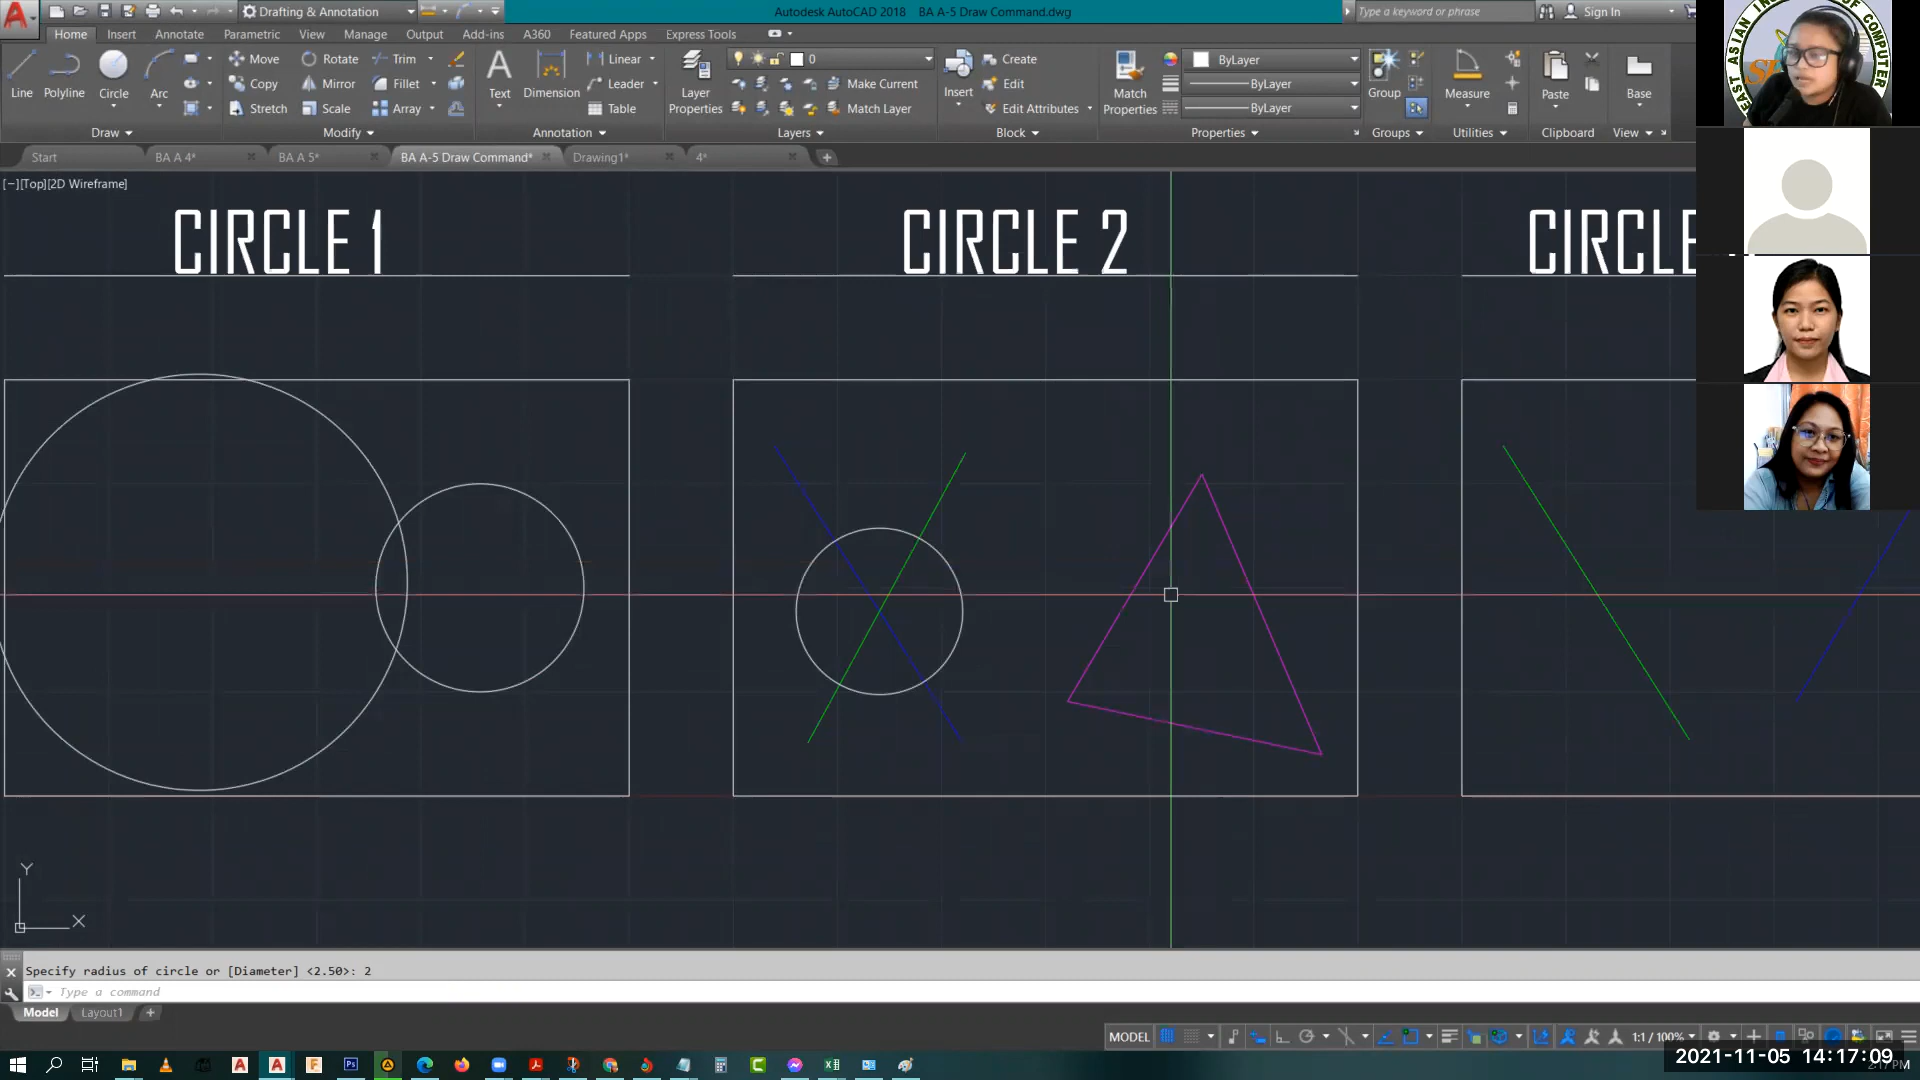 Drafting & Annotation
Autodesk AutoCAD 2018 BA A-5 Draw Command.dwg
Type a keyword or phrase
Sign In
Home Insert Annotate Parametric View Manage Output Add-ins A360 Featured Apps Express Tools
Line Polyline Circle Arc
Move Rotate Trim
Copy Mirror Fillet
Stretch Scale Array
Text Dimension
Linear
Leader
Table
Layer Properties
0
Make Current
Match Layer
Insert
Create
Edit
Edit Attributes
Match Properties
ByLayer
ByLayer
ByLayer
Group Measure Paste Base
Draw Modify Annotation Layers Block Properties Groups Utilities Clipboard View
Start BA A 4* BA A 5* BA A-5 Draw Command* Drawing1* 4*
[−][Top][2D Wireframe]
CIRCLE 1 CIRCLE 2 CIRCLE
Y
X
Specify radius of circle or [Diameter] <2.50>: 2
Type a command
Model Layout1
MODEL 1:1 / 100%
2021-11-05 14:17:09
2:17 PM